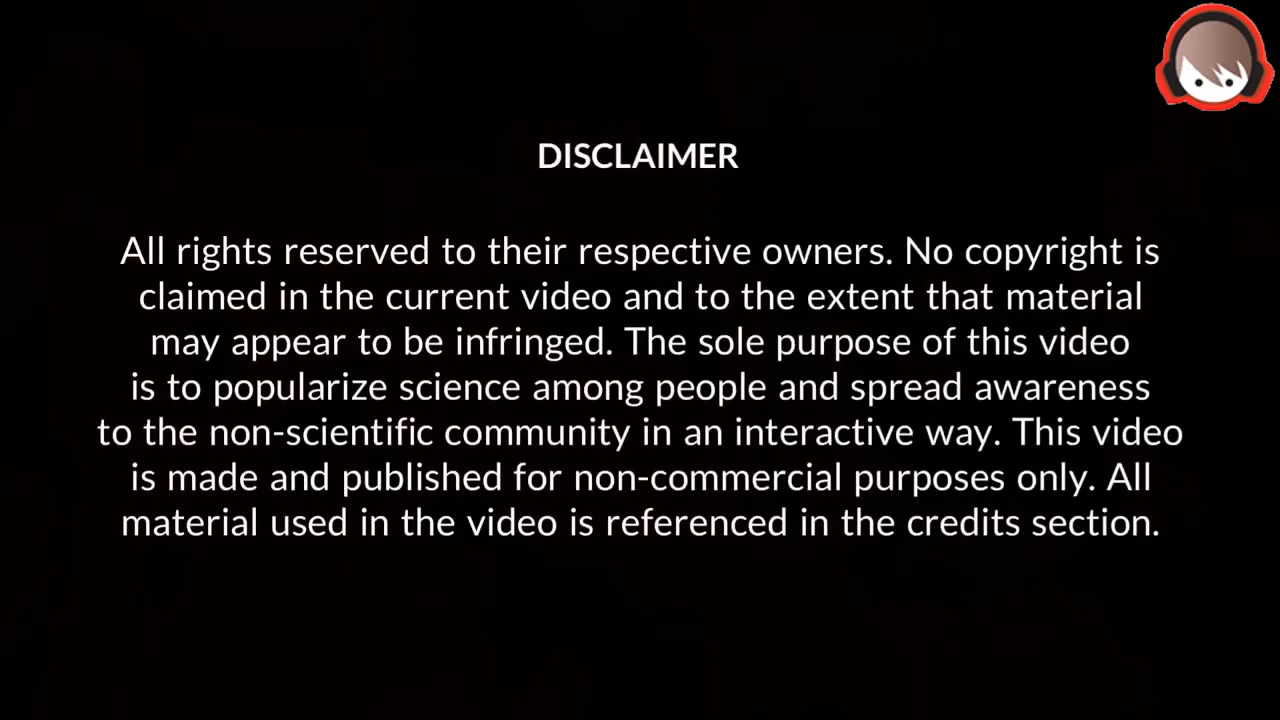 DISCLAIMER
All rights reserved to their respective owners. No copyright is
claimed in the current video and to the extent that material
may appear to be infringed. The sole purpose of this video
is to popularize science among people and spread awareness
to the non-scientific community in an interactive way. This video
is made and published for non-commercial purposes only. All
material used in the video is referenced in the credits section.